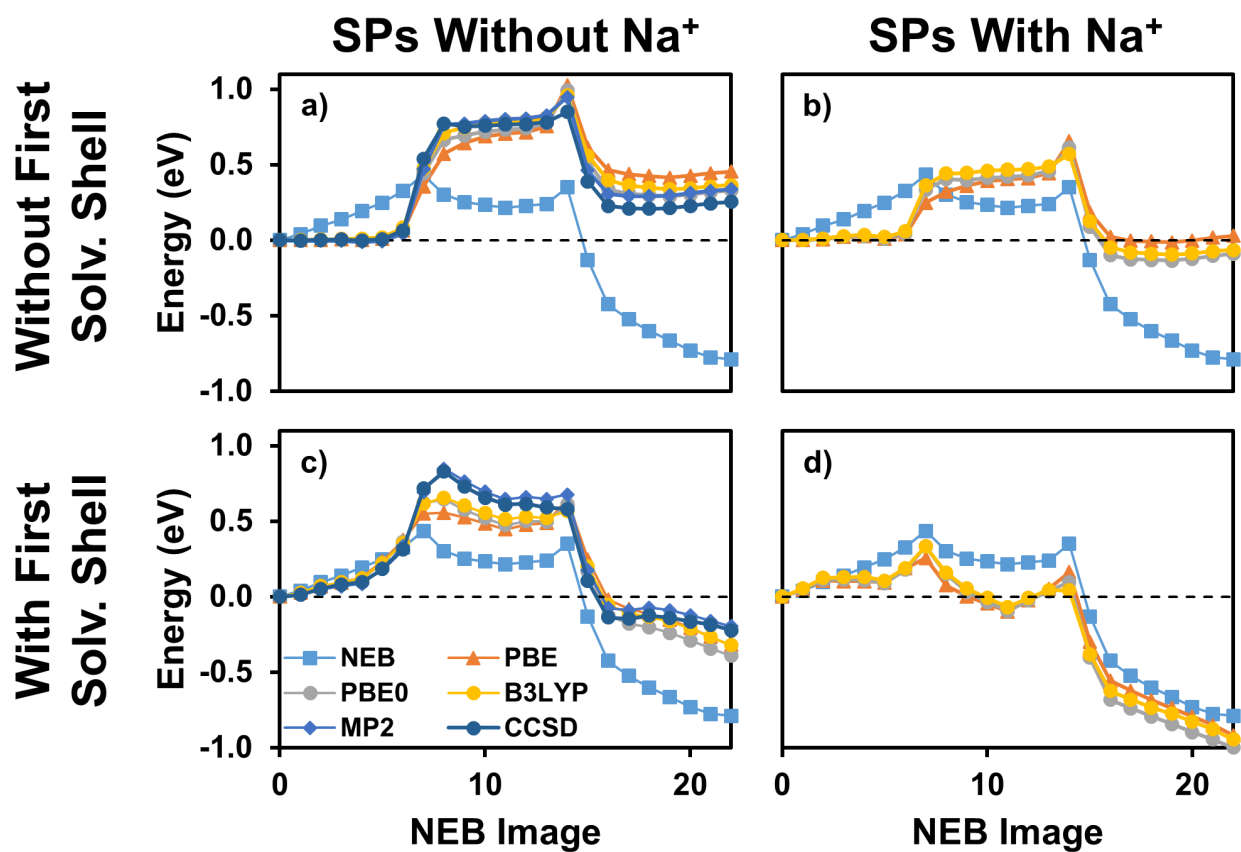 SPs Without Na⁺
SPs With Na⁺
Without First
Solv. Shell
With First
Solv. Shell
Energy (eV)
1.0
0.5
0.0
-0.5
-1.0
a)
b)
Energy (eV)
1.0
0.5
0.0
-0.5
-1.0
c)
d)
NEB
PBE
PBE0
B3LYP
MP2
CCSD
0
10
20
0
10
20
NEB Image
NEB Image